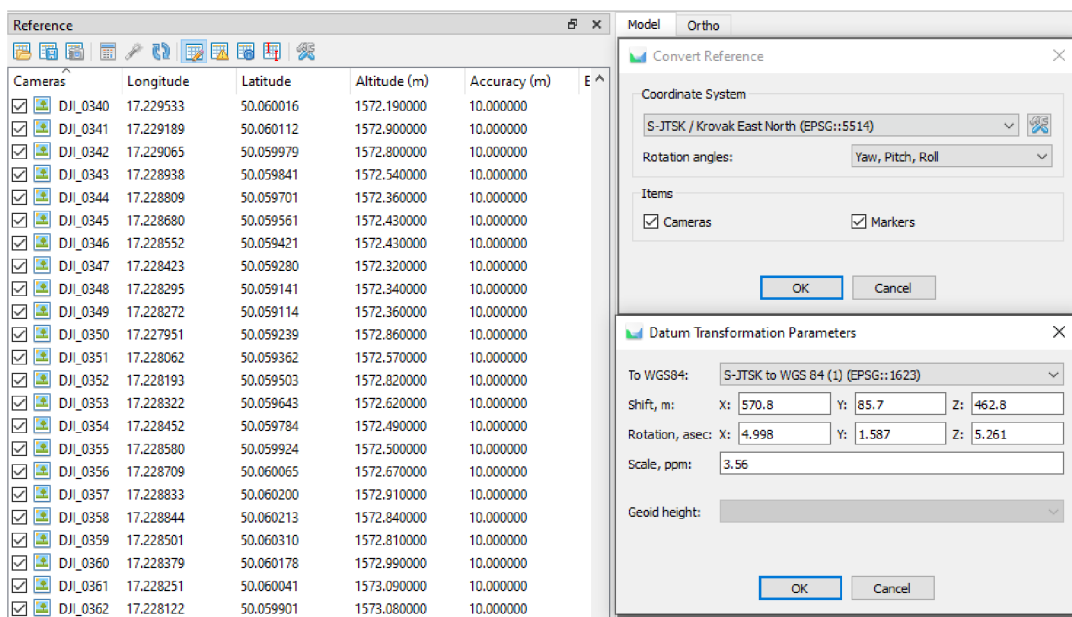 Reference
Cameras Longitude Latitude Altitude (m) Accuracy (m) E
DJI_0340 17.229533 50.060016 1572.190000 10.000000
DJI_0341 17.229189 50.060112 1572.900000 10.000000
DJI_0342 17.229065 50.059979 1572.800000 10.000000
DJI_0343 17.228938 50.059841 1572.540000 10.000000
DJI_0344 17.228809 50.059701 1572.360000 10.000000
DJI_0345 17.228680 50.059561 1572.430000 10.000000
DJI_0346 17.228552 50.059421 1572.430000 10.000000
DJI_0347 17.228423 50.059280 1572.320000 10.000000
DJI_0348 17.228295 50.059141 1572.340000 10.000000
DJI_0349 17.228272 50.059114 1572.360000 10.000000
DJI_0350 17.227951 50.059239 1572.860000 10.000000
DJI_0351 17.228062 50.059362 1572.570000 10.000000
DJI_0352 17.228193 50.059503 1572.820000 10.000000
DJI_0353 17.228322 50.059643 1572.620000 10.000000
DJI_0354 17.228452 50.059784 1572.490000 10.000000
DJI_0355 17.228580 50.059924 1572.500000 10.000000
DJI_0356 17.228709 50.060065 1572.670000 10.000000
DJI_0357 17.228833 50.060200 1572.910000 10.000000
DJI_0358 17.228844 50.060213 1572.840000 10.000000
DJI_0359 17.228501 50.060310 1572.810000 10.000000
DJI_0360 17.228379 50.060178 1572.990000 10.000000
DJI_0361 17.228251 50.060041 1573.090000 10.000000
DJI_0362 17.228122 50.059901 1573.080000 10.000000
Model Ortho
Convert Reference
Coordinate System
S-JTSK / Krovak East North (EPSG::5514)
Rotation angles: Yaw, Pitch, Roll
Items
Cameras Markers
OK Cancel
Datum Transformation Parameters
To WGS84: S-JTSK to WGS 84 (1) (EPSG::1623)
Shift, m: X: 570.8 Y: 85.7 Z: 462.8
Rotation, asec: X: 4.998 Y: 1.587 Z: 5.261
Scale, ppm: 3.56
Geoid height:
OK Cancel